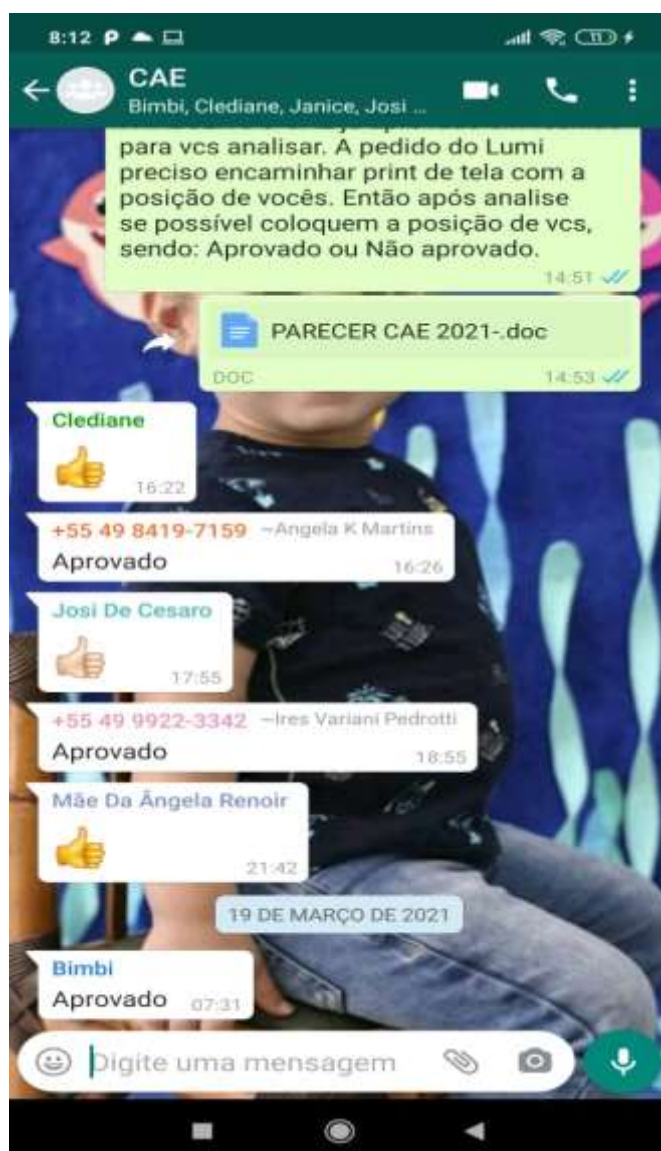 8:12
11
CAE
Bimbi, Clediane, Janice, Josi ...
para vcs analisar. A pedido do Lumi
preciso encaminhar print de tela com a
posição de vocês. Então após analise
se possível coloquem a posição de vcs,
sendo: Aprovado ou Não aprovado.
14:51
PARECER CAE 2021-.doc
DOC 14:53
Clediane
16:22
+55 49 8419-7159 ~Angela K Martins
Aprovado 16:26
Josi De Cesaro
17:55
+55 49 9922-3342 ~Ires Variani Pedrotti
Aprovado 18:55
Mãe Da Ângela Renoir
21:42
19 DE MARÇO DE 2021
Bimbi
Aprovado 07:31
Digite uma mensagem